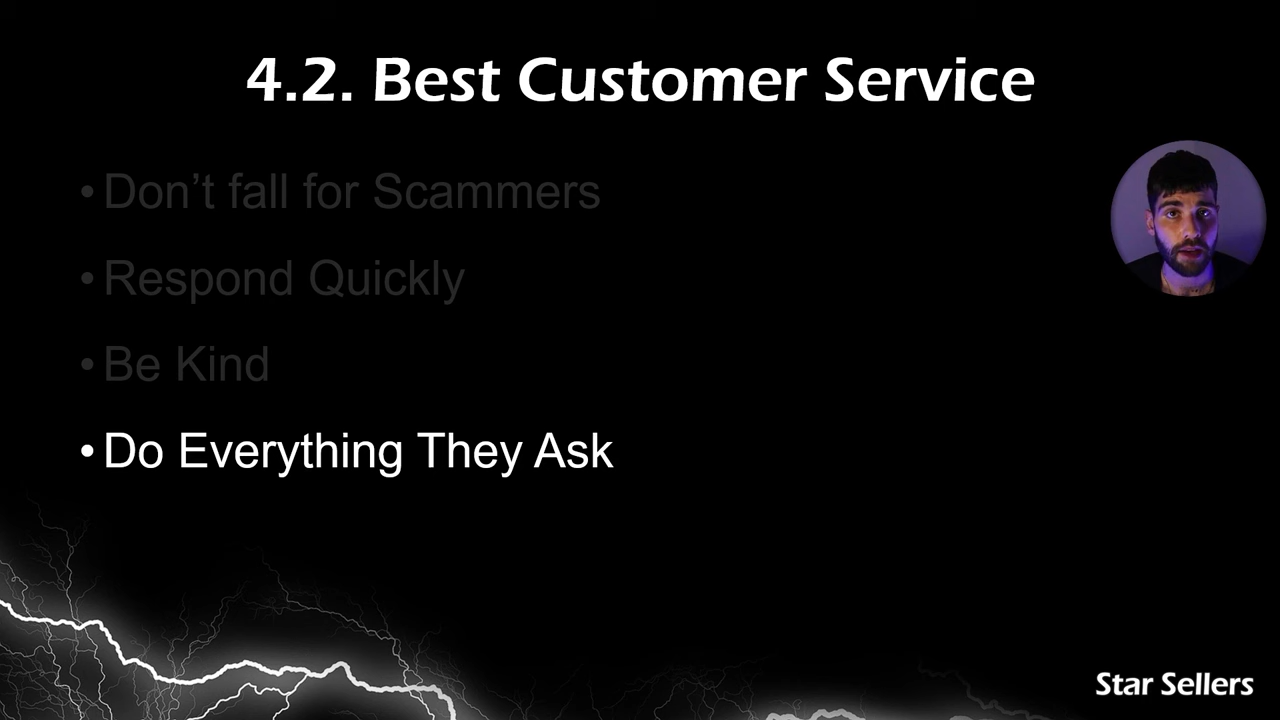 4.2. Best Customer Service
• Don’t fall for Scammers
• Respond Quickly
• Be Kind
• Do Everything They Ask
Star Sellers